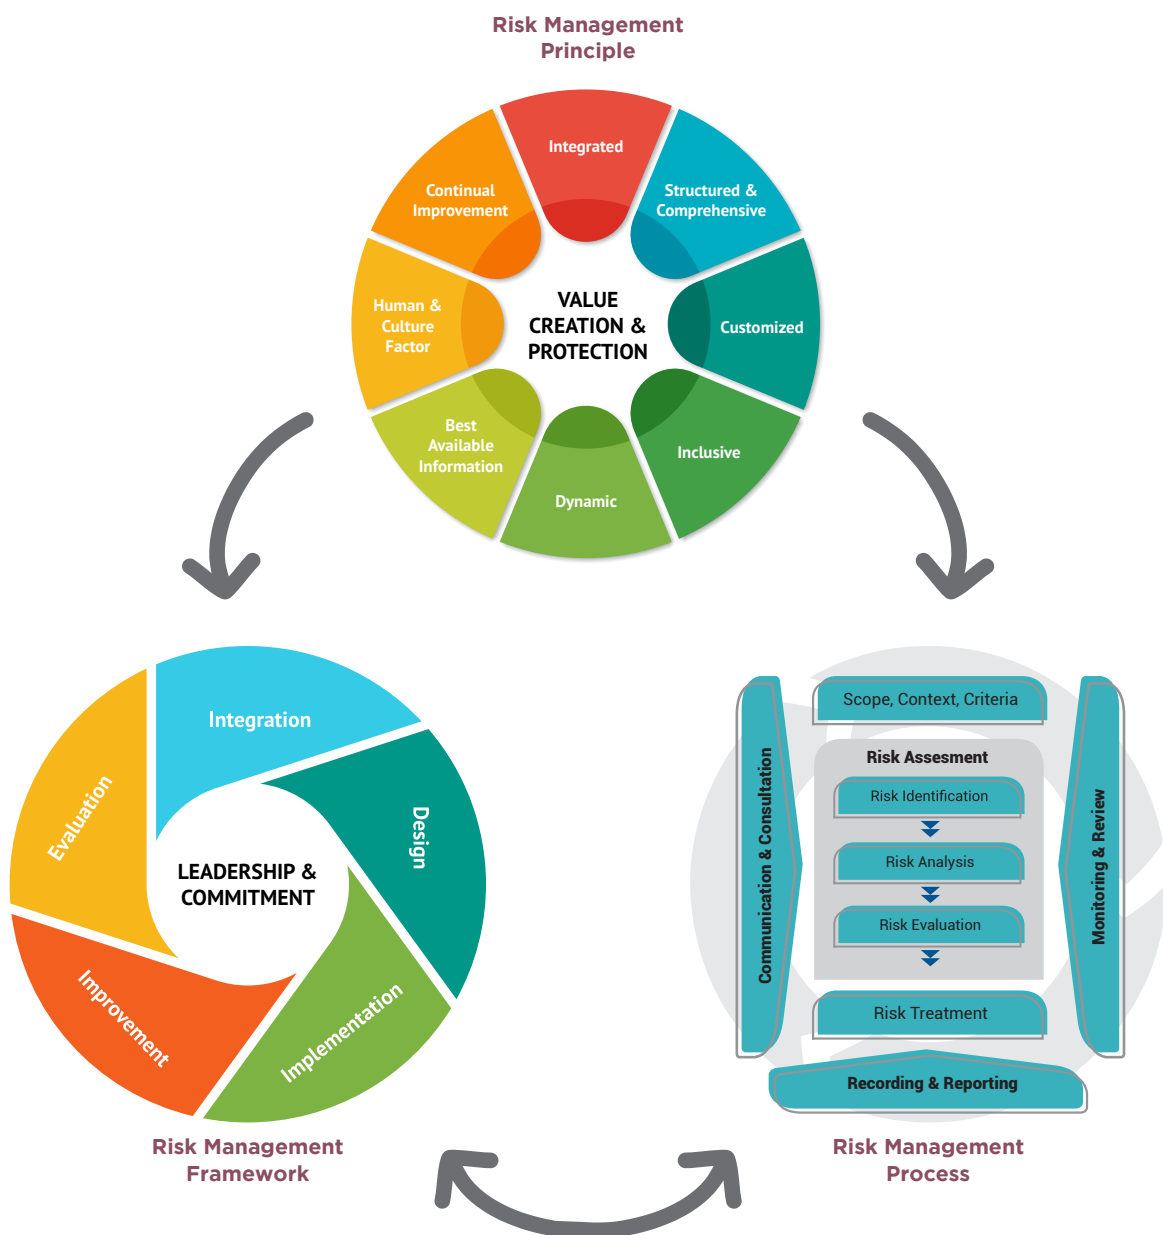 Risk Management
Principle
Integrated
Structured &
Comprehensive
Customized
Inclusive
Dynamic
Best
Available
Information
Human &
Culture
Factor
Continual
Improvement
VALUE
CREATION &
PROTECTION
Integration
Design
Implementation
Improvement
Evaluation
LEADERSHIP &
COMMITMENT
Risk Management
Framework
Communication & Consultation
Scope, Context, Criteria
Risk Assesment
Risk Identification
Risk Analysis
Risk Evaluation
Risk Treatment
Monitoring & Review
Recording & Reporting
Risk Management
Process